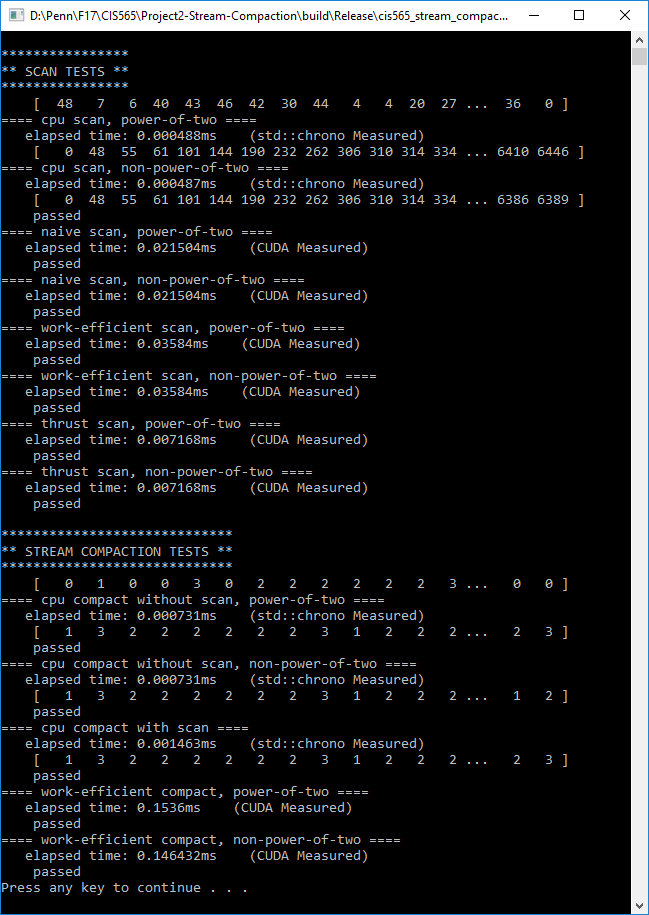 D:\Penn\F17\CIS565\Project2-Stream-Compaction\build\Release\cis565_stream_compac...
****************
** SCAN TESTS **
****************
    [  48   7   6  40  43  46  42  30  44   4   4  20  27 ...  36   0 ]
==== cpu scan, power-of-two ====
   elapsed time: 0.000488ms    (std::chrono Measured)
    [   0  48  55  61 101 144 190 232 262 306 310 314 334 ... 6410 6446 ]
==== cpu scan, non-power-of-two ====
   elapsed time: 0.000487ms    (std::chrono Measured)
    [   0  48  55  61 101 144 190 232 262 306 310 314 334 ... 6386 6389 ]
    passed
==== naive scan, power-of-two ====
   elapsed time: 0.021504ms    (CUDA Measured)
    passed
==== naive scan, non-power-of-two ====
   elapsed time: 0.021504ms    (CUDA Measured)
    passed
==== work-efficient scan, power-of-two ====
   elapsed time: 0.03584ms    (CUDA Measured)
    passed
==== work-efficient scan, non-power-of-two ====
   elapsed time: 0.03584ms    (CUDA Measured)
    passed
==== thrust scan, power-of-two ====
   elapsed time: 0.007168ms    (CUDA Measured)
    passed
==== thrust scan, non-power-of-two ====
   elapsed time: 0.007168ms    (CUDA Measured)
    passed
*****************************
** STREAM COMPACTION TESTS **
*****************************
    [   0   1   0   0   3   0   2   2   2   2   2   2   3 ...   0   0 ]
==== cpu compact without scan, power-of-two ====
   elapsed time: 0.000731ms    (std::chrono Measured)
    [   1   3   2   2   2   2   2   2   3   1   2   2   2 ...   2   3 ]
    passed
==== cpu compact without scan, non-power-of-two ====
   elapsed time: 0.000731ms    (std::chrono Measured)
    [   1   3   2   2   2   2   2   2   3   1   2   2   2 ...   1   2 ]
    passed
==== cpu compact with scan ====
   elapsed time: 0.001463ms    (std::chrono Measured)
    [   1   3   2   2   2   2   2   2   3   1   2   2   2 ...   2   3 ]
    passed
==== work-efficient compact, power-of-two ====
   elapsed time: 0.1536ms    (CUDA Measured)
    passed
==== work-efficient compact, non-power-of-two ====
   elapsed time: 0.146432ms    (CUDA Measured)
    passed
Press any key to continue . . .